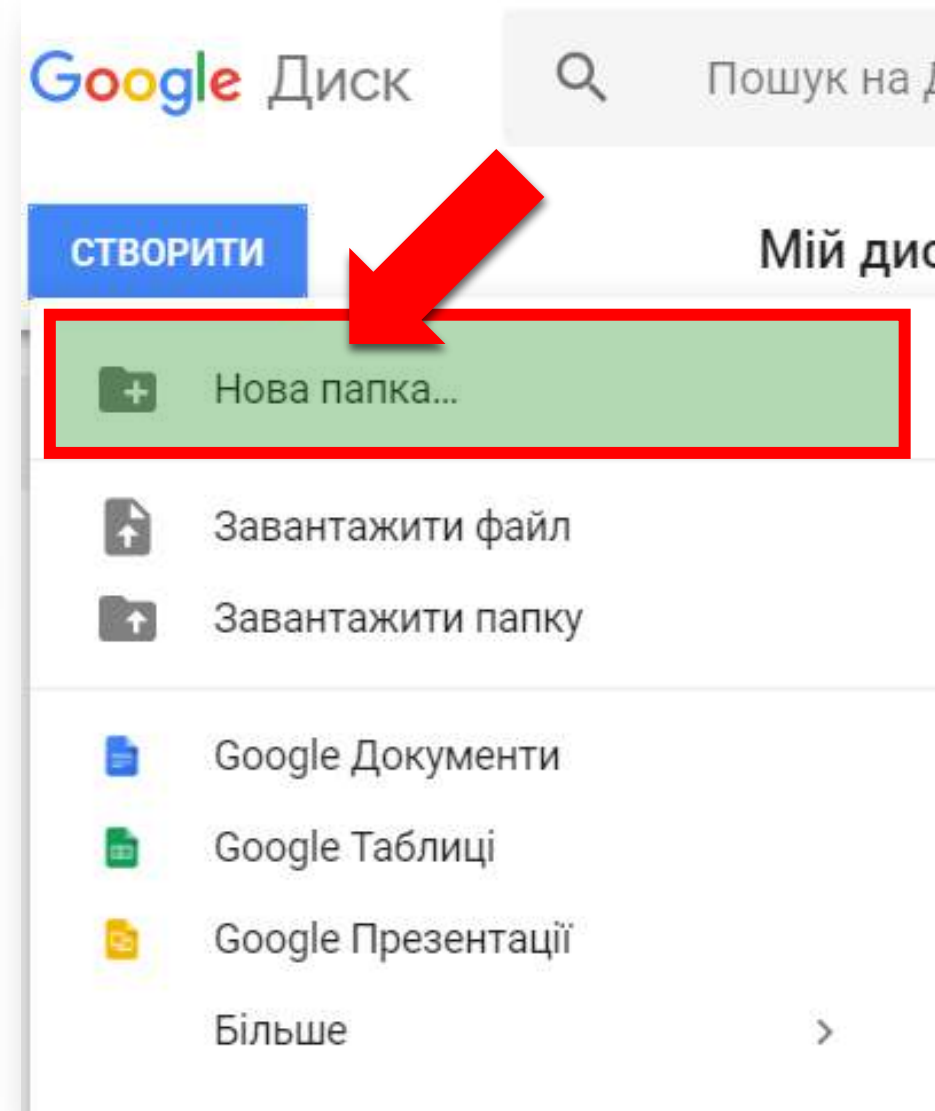 Google Диск
Пошук на
СТВОРИТИ
Мій
Нова папка...
Завантажити файл
Завантажити папку
Google Документи
Google Таблиці
Google Презентації
Більше